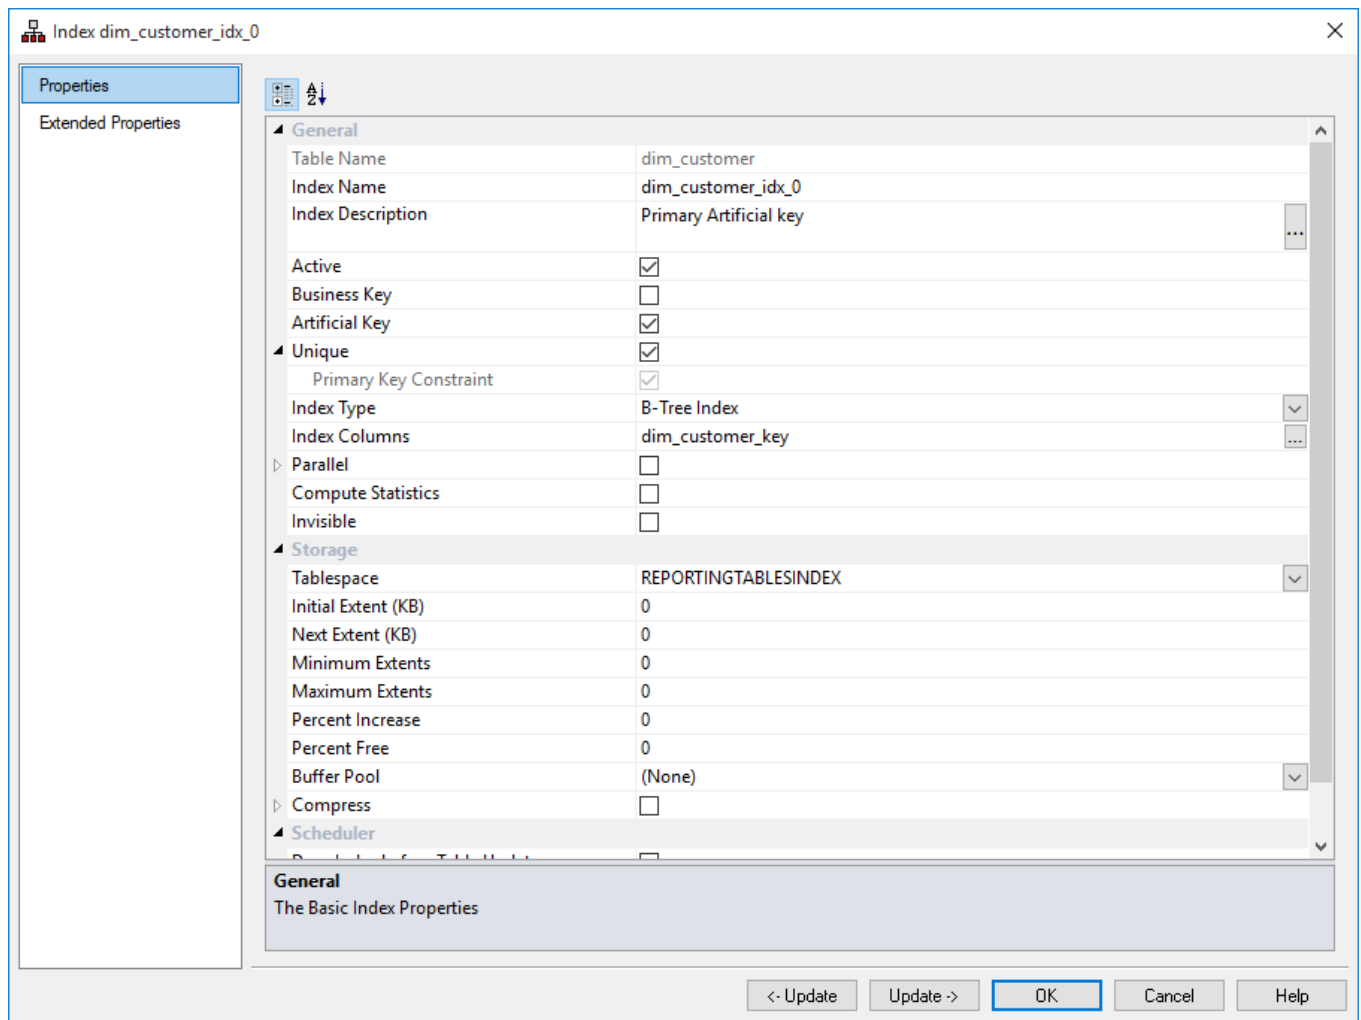 Index dim_customer_idx_0
Properties
Extended Properties
General
Table Name dim_customer
Index Name dim_customer_idx_0
Index Description Primary Artificial key
...
Active
Business Key
Artificial Key
Unique
Primary Key Constraint
Index Type B-Tree Index
Index Columns dim_customer_key ...
Parallel
Compute Statistics
Invisible
Storage
Tablespace REPORTINGTABLESINDEX
Initial Extent (KB) 0
Next Extent (KB) 0
Minimum Extents 0
Maximum Extents 0
Percent Increase 0
Percent Free 0
Buffer Pool (None)
Compress
Scheduler
General
The Basic Index Properties
<- Update Update -> OK Cancel Help